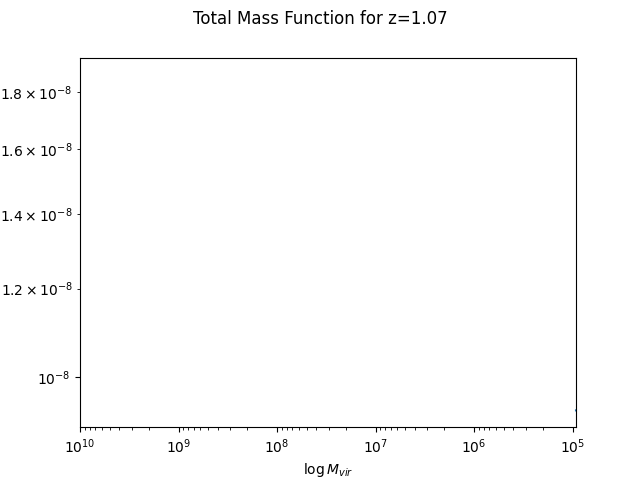 Total Mass Function for z=1.07
1.8 × 10⁻⁸
1.6 × 10⁻⁸
1.4 × 10⁻⁸
1.2 × 10⁻⁸
10⁻⁸
10¹⁰ 10⁹ 10⁸ 10⁷ 10⁶ 10⁵
log M_vir